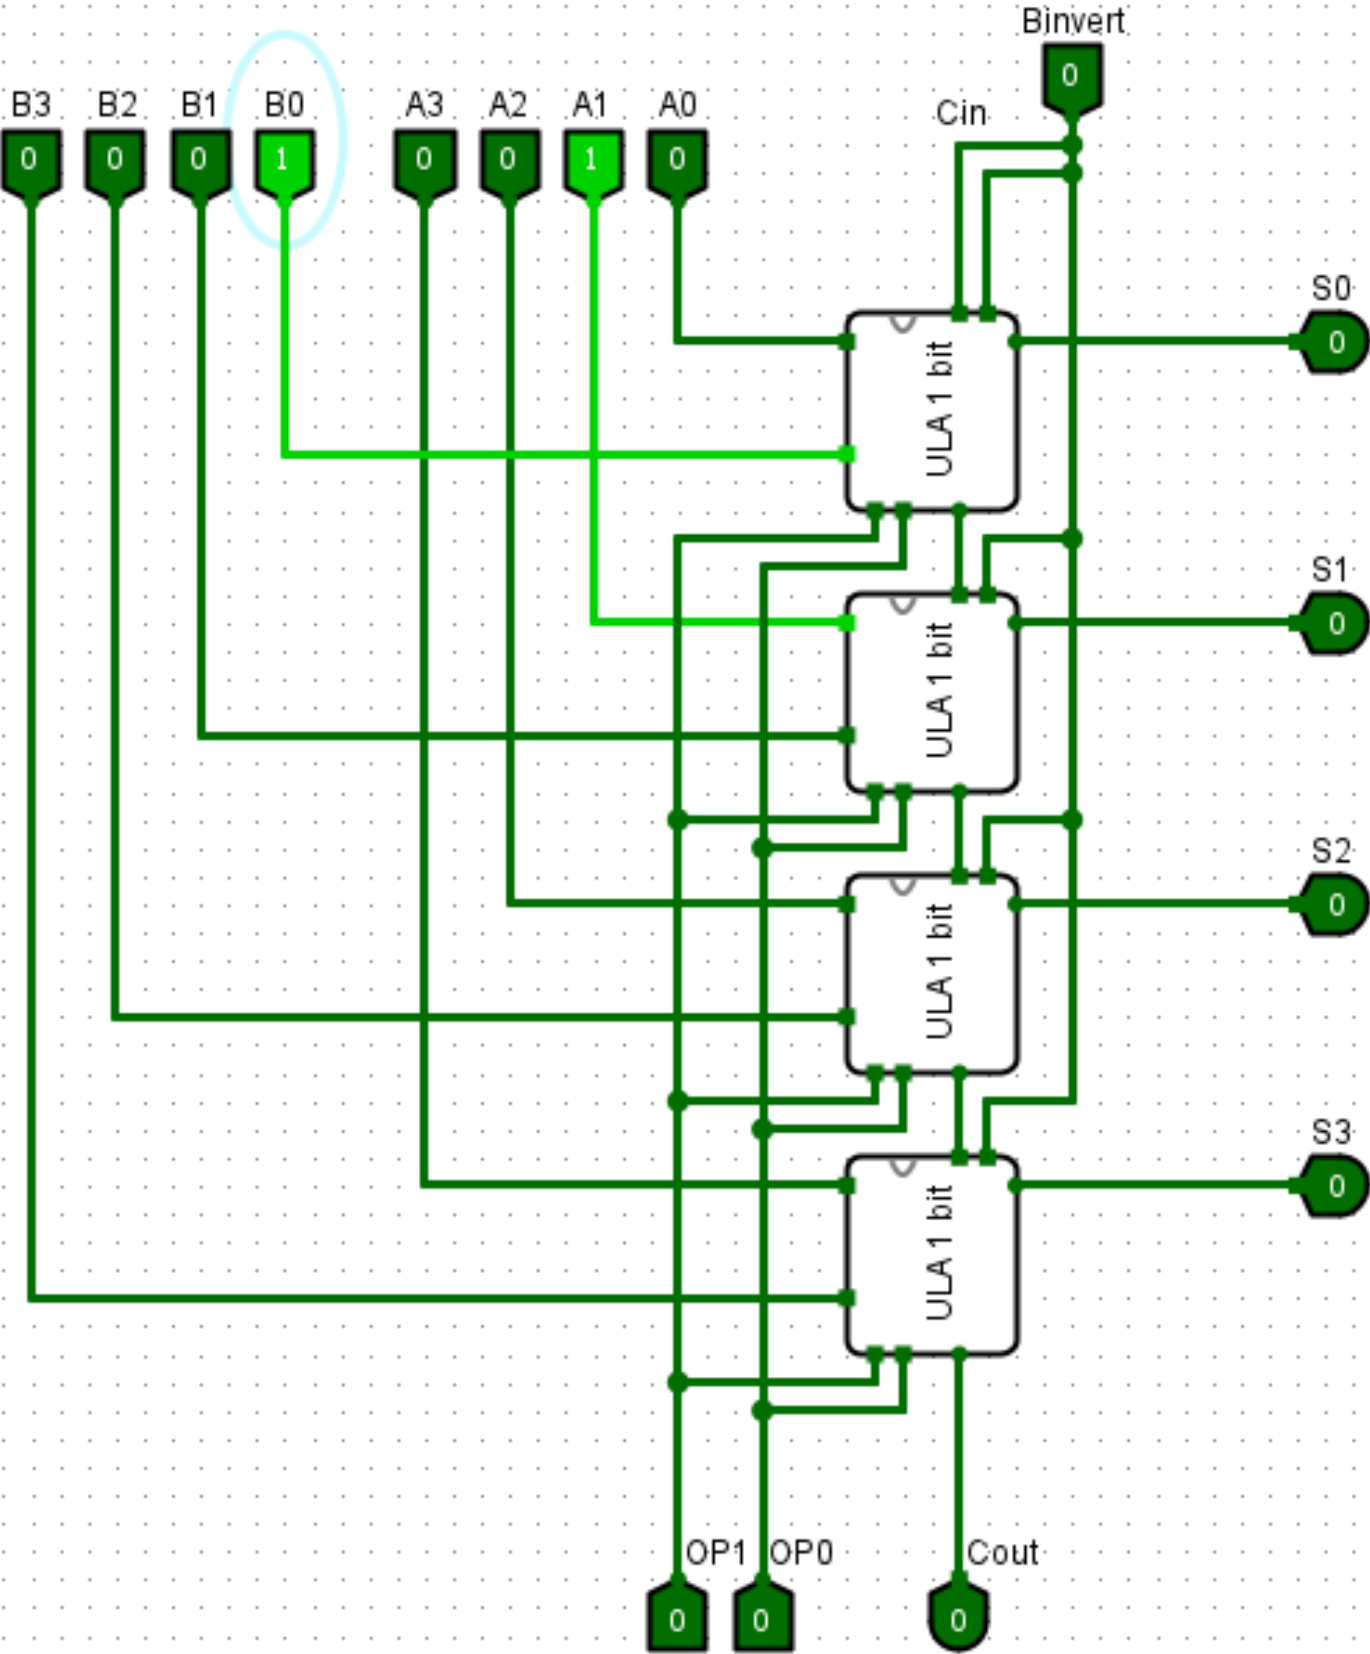 Binvert
0
Cin
B3 B2 B1 B0 A3 A2 A1 A0
0 0 0 1 0 0 1 0
S0
0
ULA 1 bit
S1
0
ULA 1 bit
S2
0
ULA 1 bit
S3
0
ULA 1 bit
OP1 OP0 Cout
0 0 0